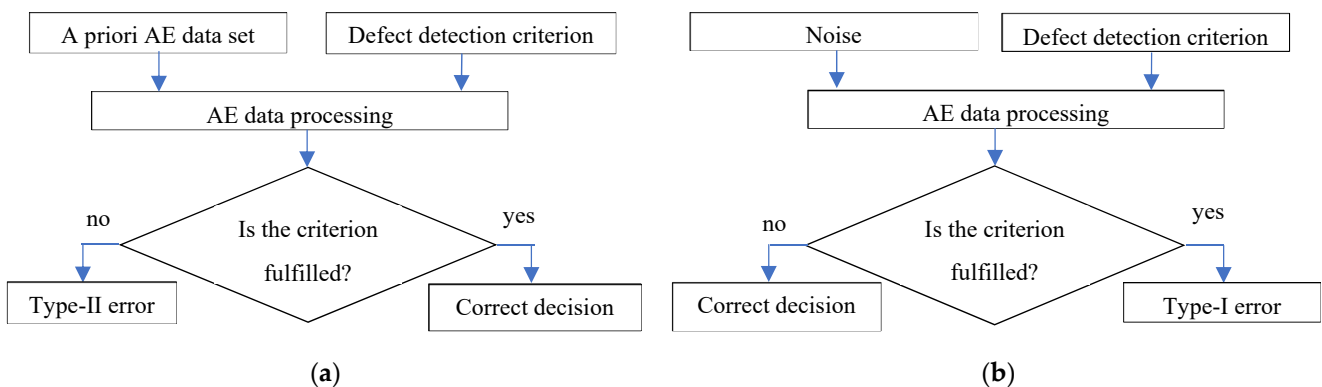 A priori AE data set
Defect detection criterion
AE data processing
no
yes
Is the criterion
fulfilled?
Type-II error
Correct decision
(a)
Noise
Defect detection criterion
AE data processing
no
yes
Is the criterion
fulfilled?
Correct decision
Type-I error
(b)